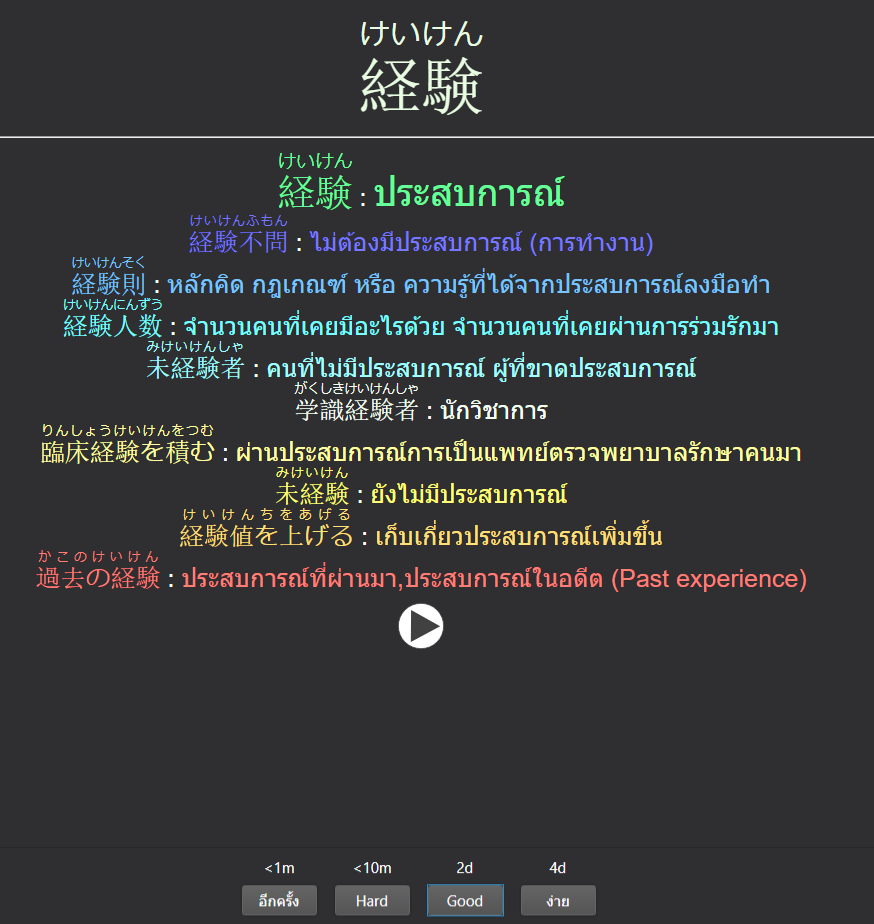 けいけん
経験
けいけん
経験 : ประสบการณ์
けいけんふもん
経験不問 : ไม่ต้องมีประสบการณ์ (การทำงาน)
けいけんそく
経験則 : หลักคิด กฎเกณฑ์ หรือ ความรู้ที่ได้จากประสบการณ์ลงมือทำ
けいけんにんずう
経験人数 : จำนวนคนที่เคยมีอะไรด้วย จำนวนคนที่เคยผ่านการร่วมรักมา
みけいけんしゃ
未経験者 : คนที่ไม่มีประสบการณ์ ผู้ที่ขาดประสบการณ์
がくしきけいけんしゃ
学識経験者 : นักวิชาการ
りんしょうけいけんをつむ
臨床経験を積む : ผ่านประสบการณ์การเป็นแพทย์ตรวจพยาบาลรักษาคนมา
みけいけん
未経験 : ยังไม่มีประสบการณ์
けいけんちをあげる
経験値を上げる : เก็บเกี่ยวประสบการณ์เพิ่มขึ้น
かこのけいけん
過去の経験 : ประสบการณ์ที่ผ่านมา,ประสบการณ์ในอดีต (Past experience)
<1m <10m 2d 4d
อีกครั้ง Hard Good ง่าย